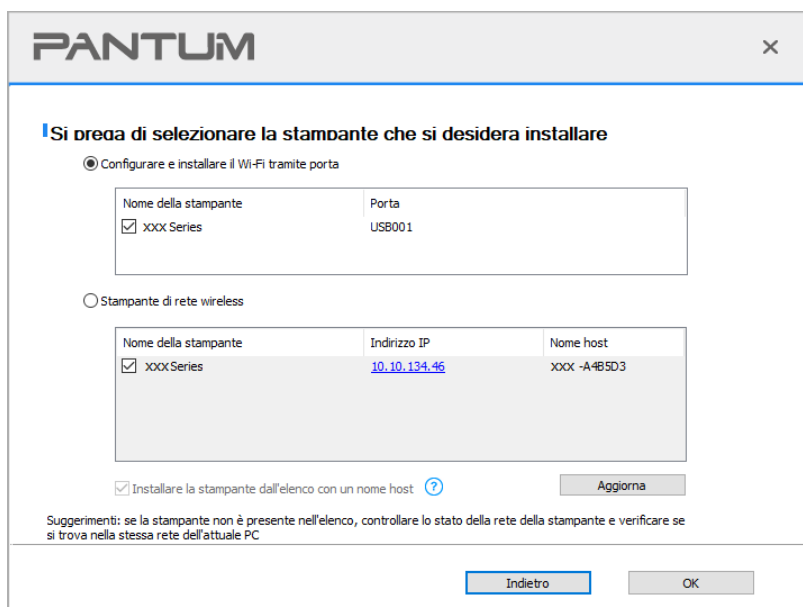 PANTUM
Si prega di selezionare la stampante che si desidera installare
Configurare e installare il Wi-Fi tramite porta
Nome della stampante Porta
XXX Series USB001
Stampante di rete wireless
Nome della stampante Indirizzo IP Nome host
XXX Series 10.10.134.46 XXX -A4B5D3
Installare la stampante dall'elenco con un nome host ? Aggiorna
Suggerimenti: se la stampante non è presente nell'elenco, controllare lo stato della rete della stampante e verificare se
si trova nella stessa rete dell'attuale PC
Indietro OK